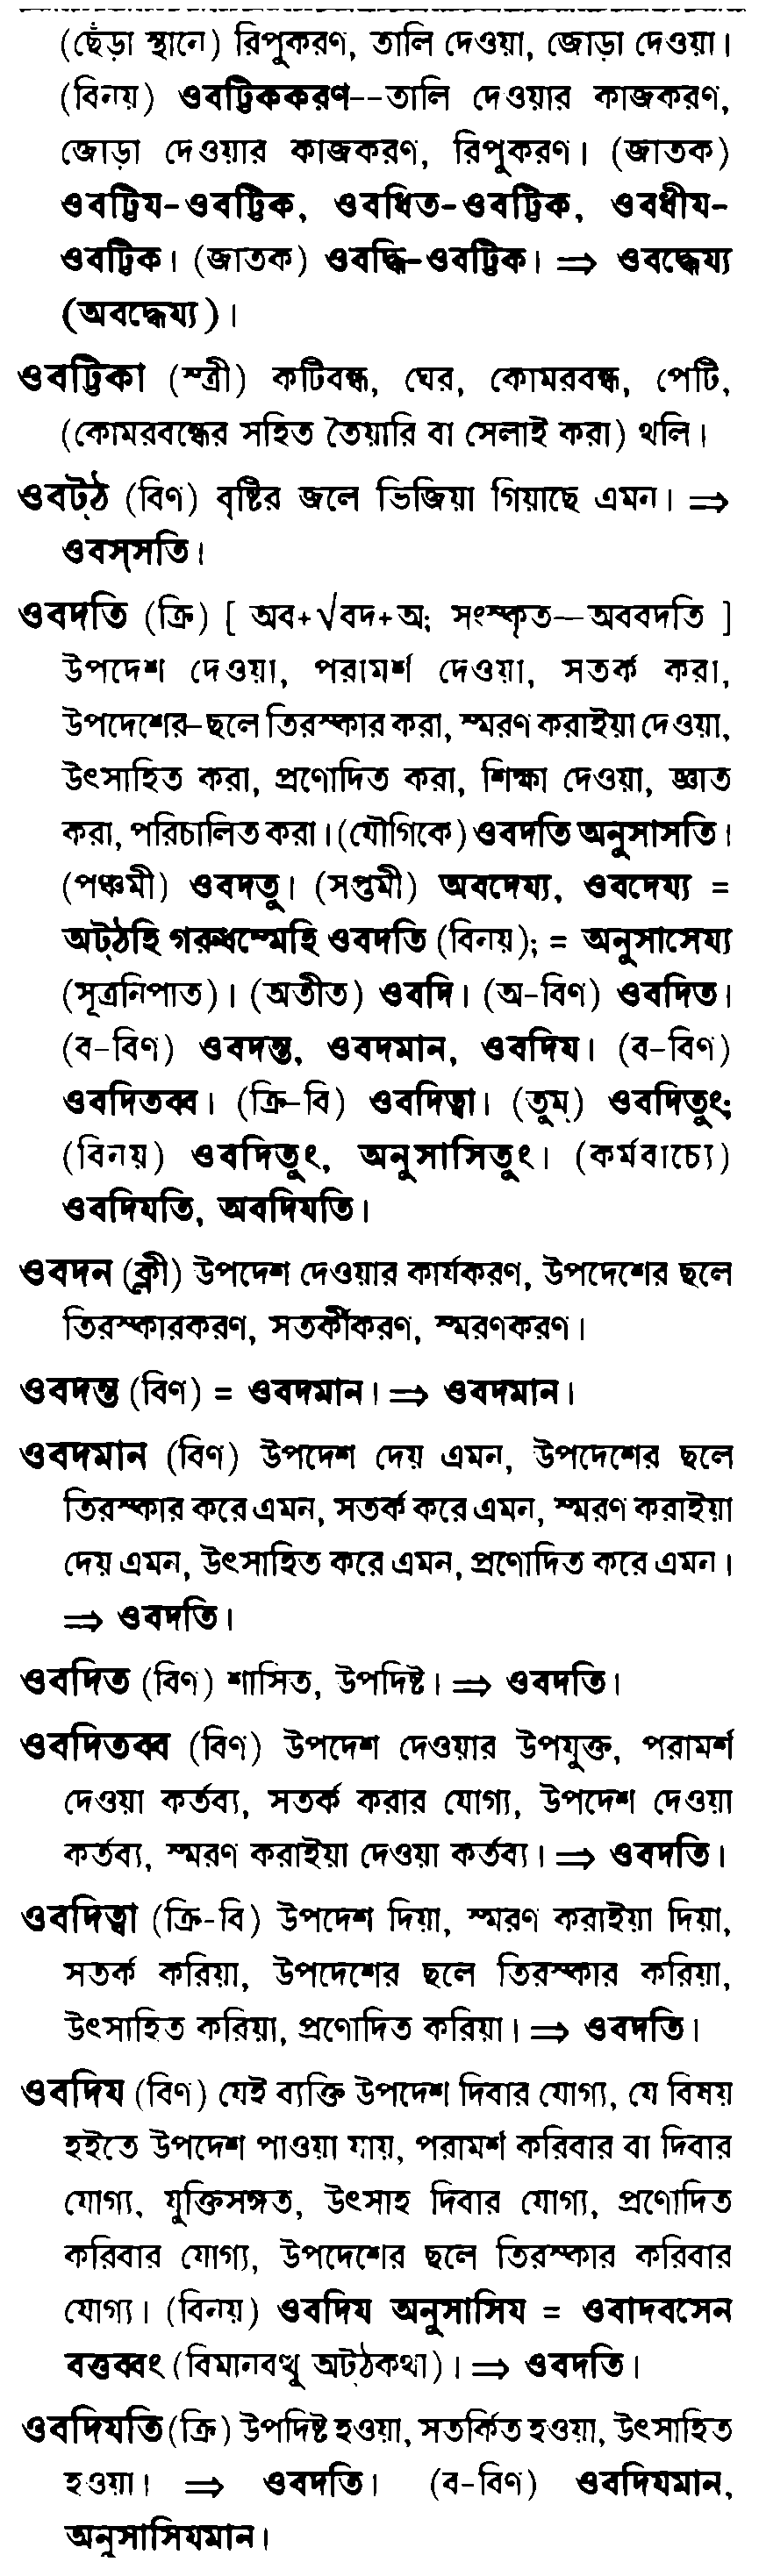 (ছেঁড়া স্থানে) রিপুকরণ, তালি দেওয়া, জোড়া দেওয়া।
(বিনয়) ওবট্টিককরণ--তালি দেওয়ার কাজকরণ,
জোড়া দেওয়ার কাজকরণ, রিপুকরণ। (জাতক)
ওবট্টিয-ওবট্টিক, ওবধিত-ওবট্টিক, ওবধীয-
ওবট্টিক। (জাতক) ওবদ্ধি-ওবট্টিক। ⇒ ওবদ্ধেয্য
(অবদ্ধেয্য)।
ওবট্টিকা (স্ত্রী) কটিবন্ধ, ঘের, কোমরবন্ধ, পেটি,
(কোমরবন্ধের সহিত তৈয়ারি বা সেলাই করা) থলি।
ওবট্‌ঠ (বিণ) বৃষ্টির জলে ভিজিয়া গিয়াছে এমন। ⇒
ওবস্‌সতি।
ওবদতি (ক্রি) [ অব+√বদ+অ; সংস্কৃত—অববদতি ]
উপদেশ দেওয়া, পরামর্শ দেওয়া, সতর্ক করা,
উপদেশের-ছলে তিরস্কার করা, স্মরণ করাইয়া দেওয়া,
উৎসাহিত করা, প্রণোদিত করা, শিক্ষা দেওয়া, জ্ঞাত
করা, পরিচালিত করা। (যৌগিকে) ওবদতি অনুসাসতি।
(পঞ্চমী) ওবদতু। (সপ্তমী) অবদেয্য, ওবদেয্য =
অট্‌ঠহি গরুধম্মেহি ওবদতি (বিনয়); = অনুসাসেয্য
(সূত্রনিপাত)। (অতীত) ওবদি। (অ-বিণ) ওবদিত।
(ব-বিণ) ওবদন্ত, ওবদমান, ওবদিয। (ব-বিণ)
ওবদিতব্ব। (ক্রি-বি) ওবদিত্বা। (তুম্) ওবদিতুং;
(বিনয়) ওবদিতুং, অনুসাসিতুং। (কর্মবাচ্যে)
ওবদিযতি, অবদিযতি।
ওবদন (ক্লী) উপদেশ দেওয়ার কার্যকরণ, উপদেশের ছলে
তিরস্কারকরণ, সতর্কীকরণ, স্মরণকরণ।
ওবদন্ত (বিণ) = ওবদমান। ⇒ ওবদমান।
ওবদমান (বিণ) উপদেশ দেয় এমন, উপদেশের ছলে
তিরস্কার করে এমন, সতর্ক করে এমন, স্মরণ করাইয়া
দেয় এমন, উৎসাহিত করে এমন, প্রণোদিত করে এমন।
⇒ ওবদতি।
ওবদিত (বিণ) শাসিত, উপদিষ্ট। ⇒ ওবদতি।
ওবদিতব্ব (বিণ) উপদেশ দেওয়ার উপযুক্ত, পরামর্শ
দেওয়া কর্তব্য, সতর্ক করার যোগ্য, উপদেশ দেওয়া
কর্তব্য, স্মরণ করাইয়া দেওয়া কর্তব্য। ⇒ ওবদতি।
ওবদিত্বা (ক্রি-বি) উপদেশ দিয়া, স্মরণ করাইয়া দিয়া,
সতর্ক করিয়া, উপদেশের ছলে তিরস্কার করিয়া,
উৎসাহিত করিয়া, প্রণোদিত করিয়া। ⇒ ওবদতি।
ওবদিয (বিণ) যেই ব্যক্তি উপদেশ দিবার যোগ্য, যে বিষয়
হইতে উপদেশ পাওয়া যায়, পরামর্শ করিবার বা দিবার
যোগ্য, যুক্তিসঙ্গত, উৎসাহ দিবার যোগ্য, প্রণোদিত
করিবার যোগ্য, উপদেশের ছলে তিরস্কার করিবার
যোগ্য। (বিনয়) ওবদিয অনুসাসিয = ওবাদবসেন
বত্তব্বং (বিমানবত্থু অট্‌ঠকথা)। ⇒ ওবদতি।
ওবদিযতি (ক্রি) উপদিষ্ট হওয়া, সতর্কিত হওয়া, উৎসাহিত
হওয়া। ⇒ ওবদতি। (ব-বিণ) ওবদিযমান,
অনুসাসিযমান।